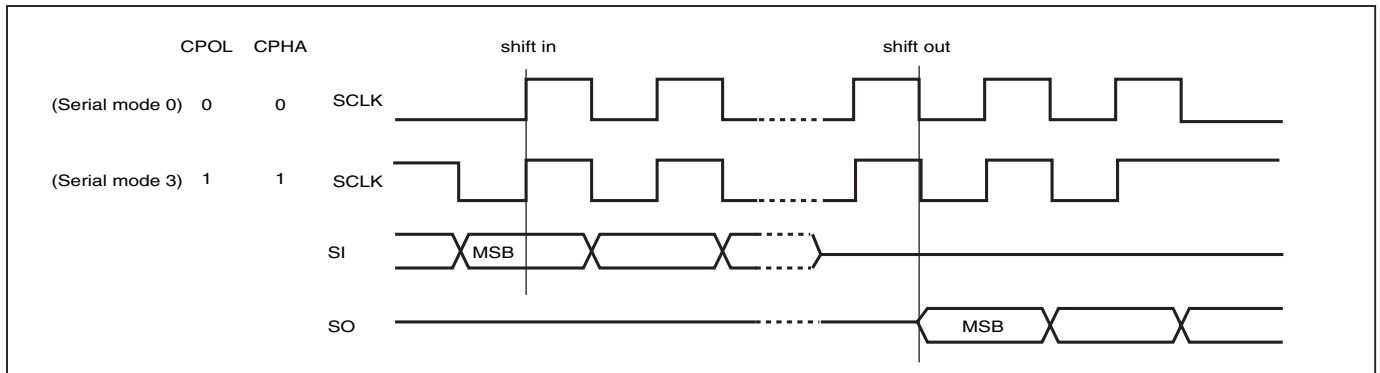 CPOL CPHA shift in shift out
(Serial mode 0) 0 0 SCLK
(Serial mode 3) 1 1 SCLK
SI MSB
SO MSB